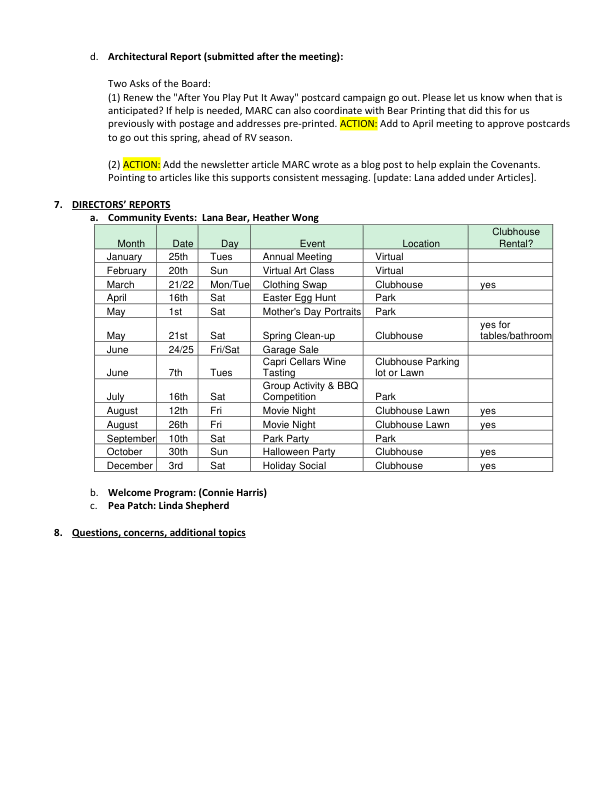 d. Architectural Report (submitted after the meeting):
Two Asks of the Board:
(1) Renew the "After You Play Put It Away" postcard campaign go out. Please let us know when that is
anticipated? If help is needed, MARC can also coordinate with Bear Printing that did this for us
previously with postage and addresses pre-printed. ACTION: Add to April meeting to approve postcards
to go out this spring, ahead of RV season.
(2) ACTION: Add the newsletter article MARC wrote as a blog post to help explain the Covenants.
Pointing to articles like this supports consistent messaging. [update: Lana added under Articles].
7. DIRECTORS' REPORTS
a. Community Events: Lana Bear, Heather Wong
Month Date Day Event Location Clubhouse Rental?
January 25th Tues Annual Meeting Virtual
February 20th Sun Virtual Art Class Virtual
March 21/22 Mon/Tue Clothing Swap Clubhouse yes
April 16th Sat Easter Egg Hunt Park
May 1st Sat Mother's Day Portraits Park
May 21st Sat Spring Clean-up Clubhouse yes for tables/bathroom
June 24/25 Fri/Sat Garage Sale
June 7th Tues Capri Cellars Wine Tasting Clubhouse Parking lot or Lawn
July 16th Sat Group Activity & BBQ Competition Park
August 12th Fri Movie Night Clubhouse Lawn yes
August 26th Fri Movie Night Clubhouse Lawn yes
September 10th Sat Park Party Park
October 30th Sun Halloween Party Clubhouse yes
December 3rd Sat Holiday Social Clubhouse yes
b. Welcome Program: (Connie Harris)
c. Pea Patch: Linda Shepherd
8. Questions, concerns, additional topics